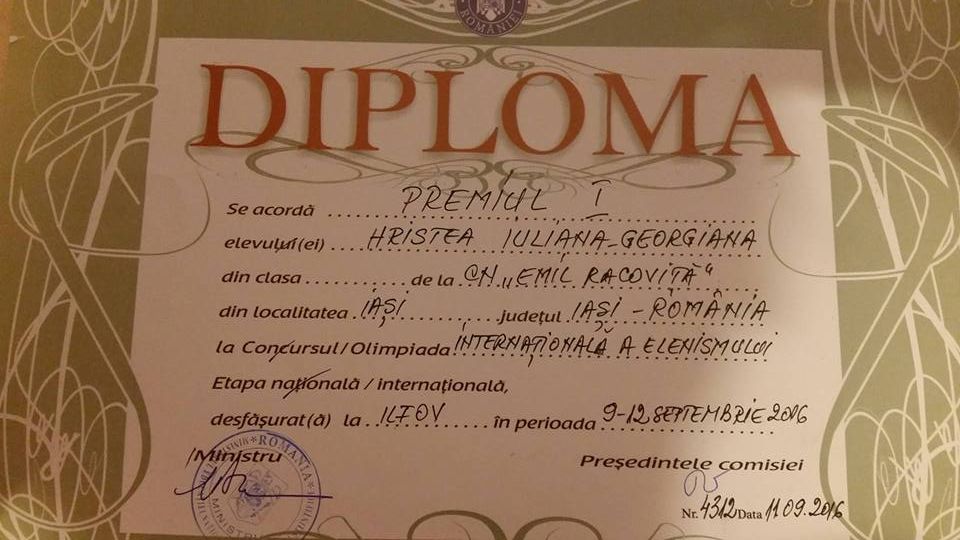 ROMÂNIEI
DIPLOMA
Se acordă PREMIUL I
elevului(ei) HRISTEA IULIANA-GEORGIANA
din clasa .......... de la CN „EMIL RACOVIȚĂ"
din localitatea IAȘI județul IAȘI - ROMÂNIA
la Concursul/Olimpiada INTERNAȚIONALĂ A ELENISMULUI
Etapa națională / internațională,
desfășurat(ă) la ILFOV în perioada 9-12 SEPTEMBRIE 2016
Ministru
Președintele comisiei
ROMANIA
Nr. 4312 Data 11.09.2016